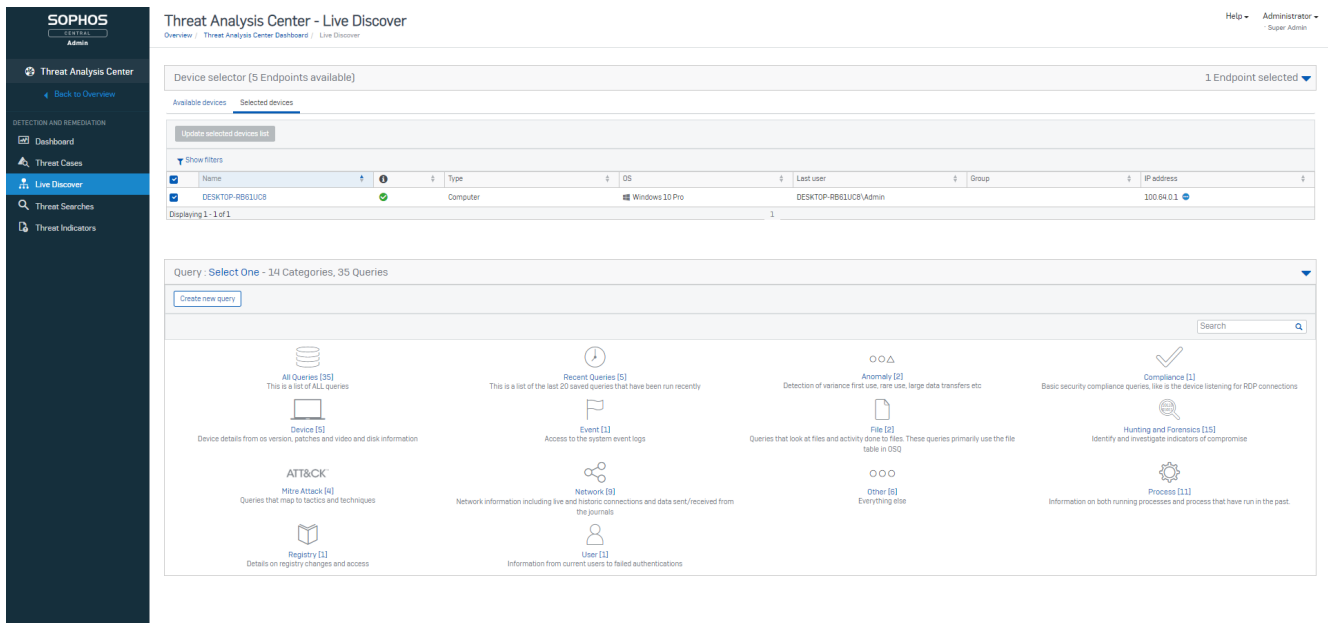 SOPHOS
CENTRAL
Admin
Threat Analysis Center
Back to Overview
DETECTION AND REMEDIATION
Dashboard
Threat Cases
Live Discover
Threat Searches
Threat Indicators
Threat Analysis Center - Live Discover
Overview / Threat Analysis Center Dashboard / Live Discover
Help
Administrator
Super Admin
Device selector (5 Endpoints available)
1 Endpoint selected
Available devices Selected devices
Update selected devices list
Show filters
Name Type OS Last user Group IP address
DESKTOP-RB61UC8 Computer Windows 10 Pro DESKTOP-RB61UC8\Admin 100.64.0.1
Displaying 1 - 1 of 1 1
Query : Select One - 14 Categories, 35 Queries
Create new query
Search
All Queries [35]
This is a list of ALL queries
Recent Queries [5]
This is a list of the last 20 saved queries that have been run recently
Anomaly [2]
Detection of variance first use, rare use, large data transfers etc
Compliance [1]
Basic security compliance queries, like is the device listening for RDP connections
Device [5]
Device details from os version, patches and video and disk information
Event [1]
Access to the system event logs
File [2]
Queries that look at files and activity done to files. These queries primarily use the file
table in OSQ
Hunting and Forensics [15]
Identify and investigate indicators of compromise
ATT&CK
Mitre Attack [4]
Queries that map to tactics and techniques
Network [9]
Network information including live and historic connections and data sent/received from
the journals
Other [6]
Everything else
Process [11]
Information on both running processes and process that have run in the past.
Registry [1]
Details on registry changes and access
User [1]
Information from current users to failed authentications